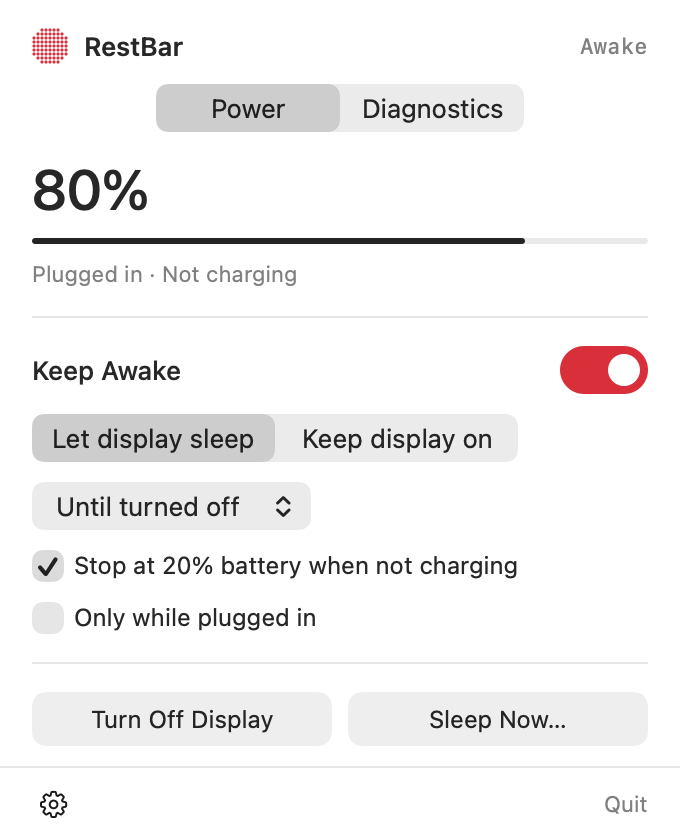 RestBar
Awake
Power
Diagnostics
80%
Plugged in · Not charging
Keep Awake
Let display sleep
Keep display on
Until turned off
Stop at 20% battery when not charging
Only while plugged in
Turn Off Display
Sleep Now...
Quit